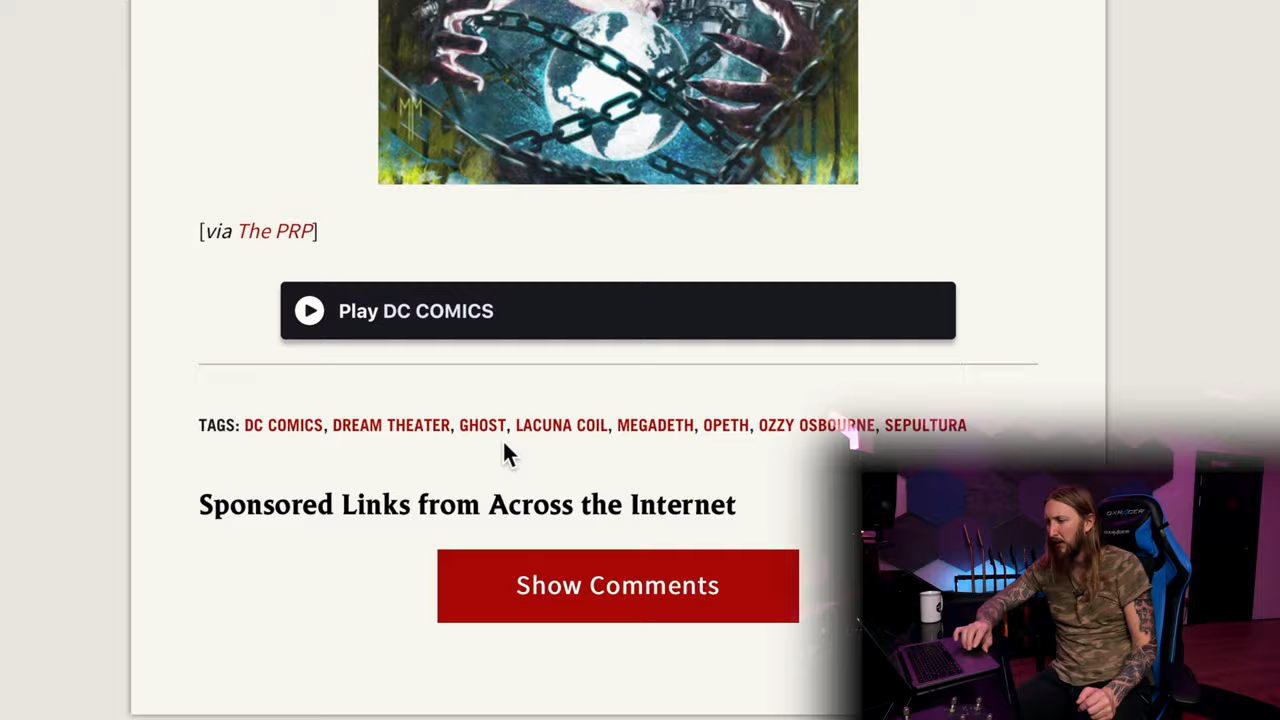 [via The PRP]
Play DC COMICS
TAGS: DC COMICS, DREAM THEATER, GHOST, LACUNA COIL, MEGADETH, OPETH, OZZY OSBOURNE, SEPULTURA
Sponsored Links from Across the Internet
Show Comments